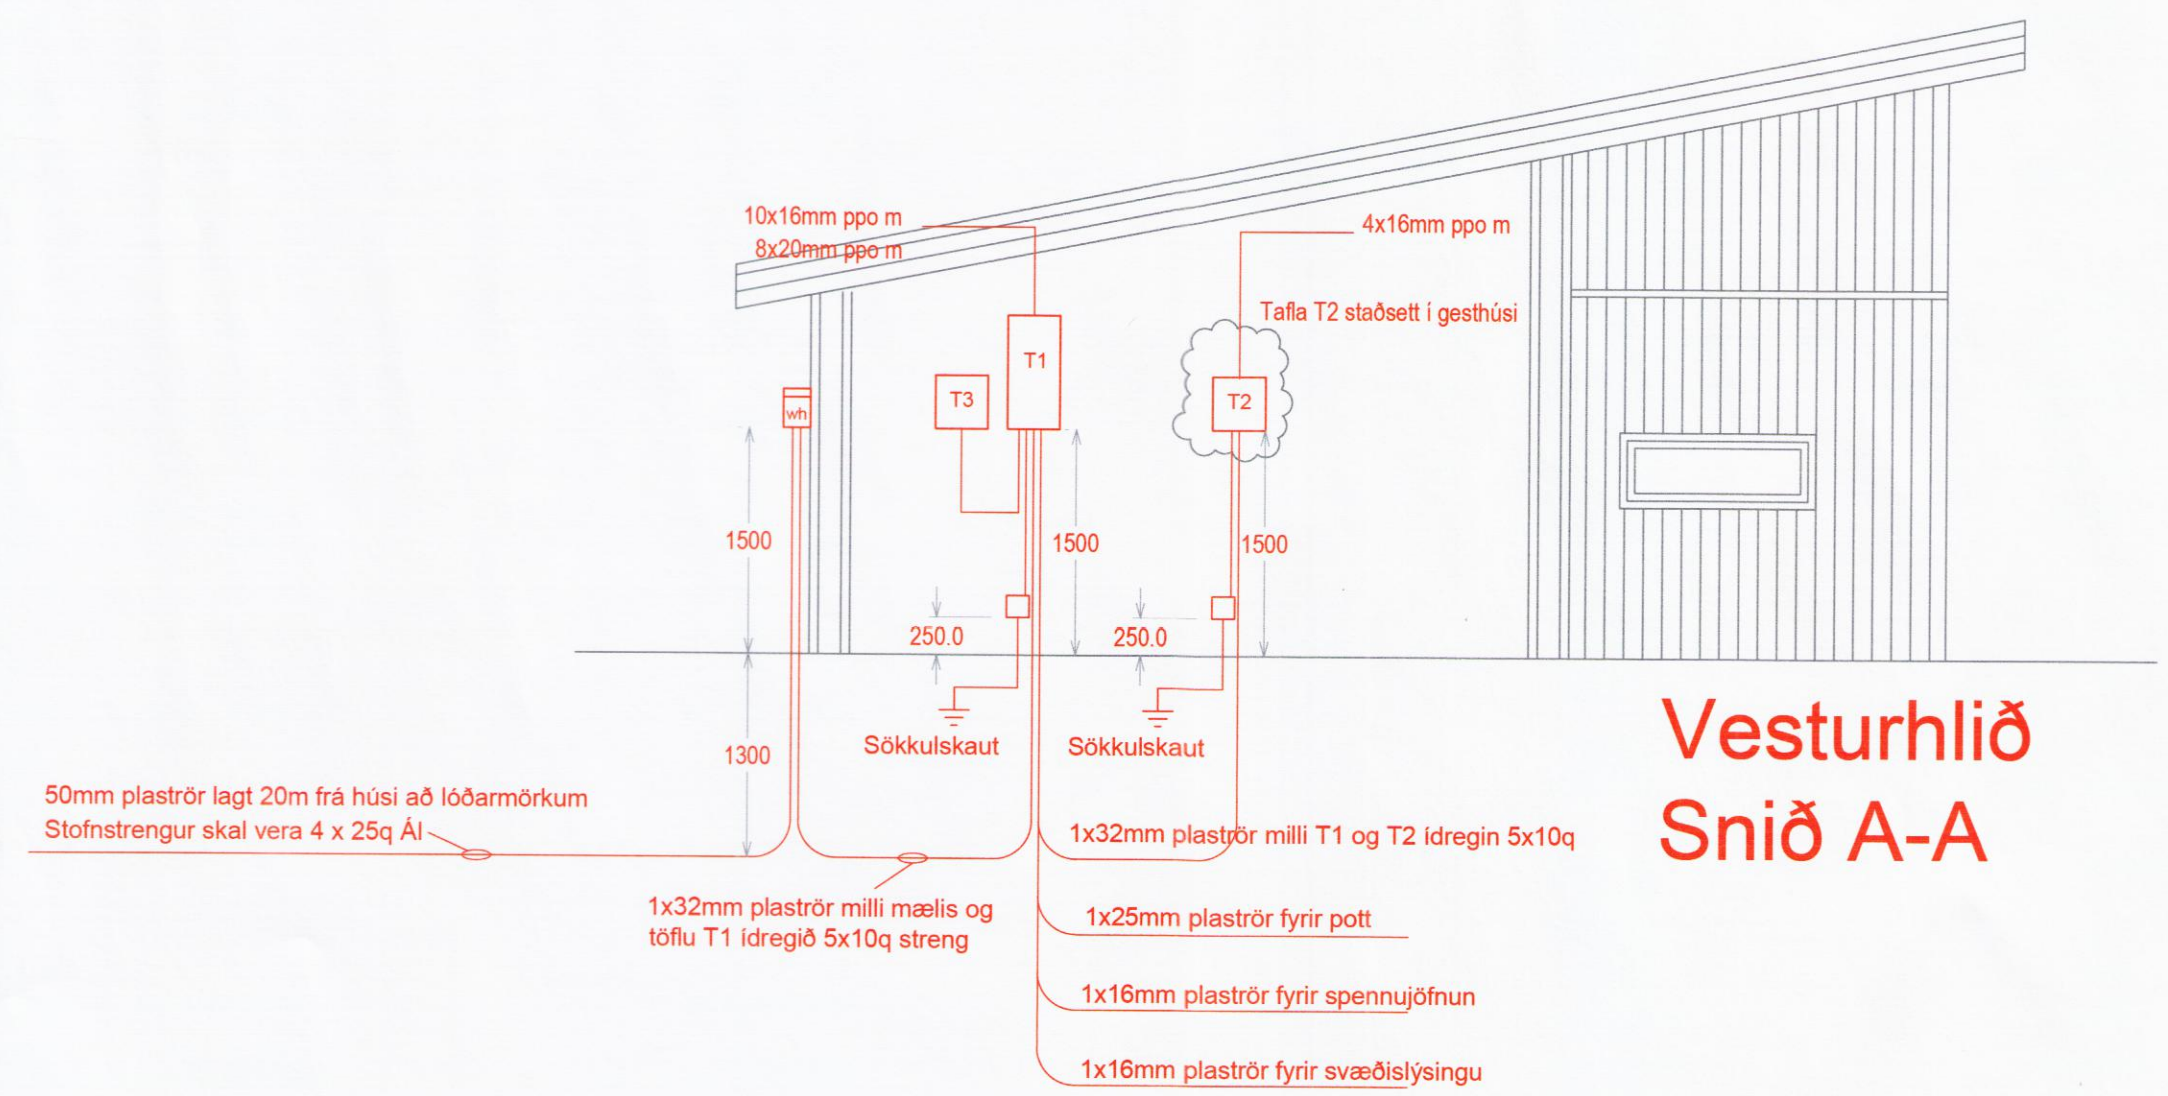 10x16mm ppo m
8x20mm ppo m
4x16mm ppo m
Tafla T2 staðsett í gesthúsi
T1
T3
T2
wh
1500
1500
1500
250.0
250.0
Sökkulskaut
Sökkulskaut
1300
50mm plaströr lagt 20m frá húsi að lóðarmörkum
Stofnstrengur skal vera 4 x 25q Ál
1x32mm plaströr milli T1 og T2 ídregin 5x10q
1x32mm plaströr milli mælis og
töflu T1 ídregið 5x10q streng
1x25mm plaströr fyrir pott
1x16mm plaströr fyrir spennujöfnun
1x16mm plaströr fyrir svæðislýsingu
Vesturhlið
Snið A-A